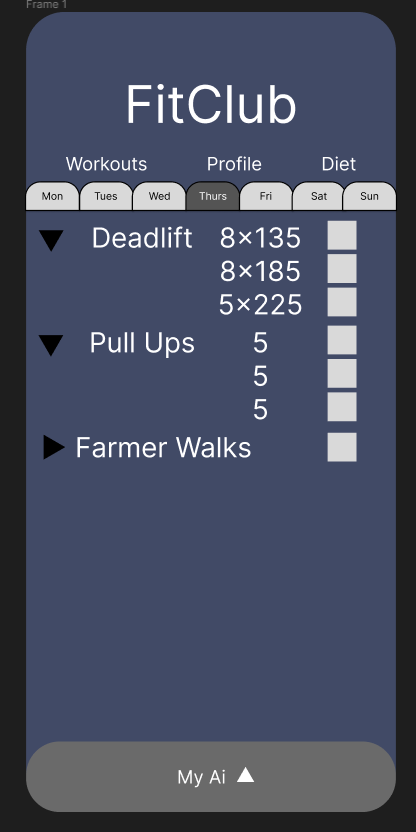 Frame 1
FitClub
Workouts Profile Diet
Mon Tues Wed Thurs Fri Sat Sun
Deadlift 8×135
8×185
5×225
Pull Ups 5
5
5
Farmer Walks
My Ai